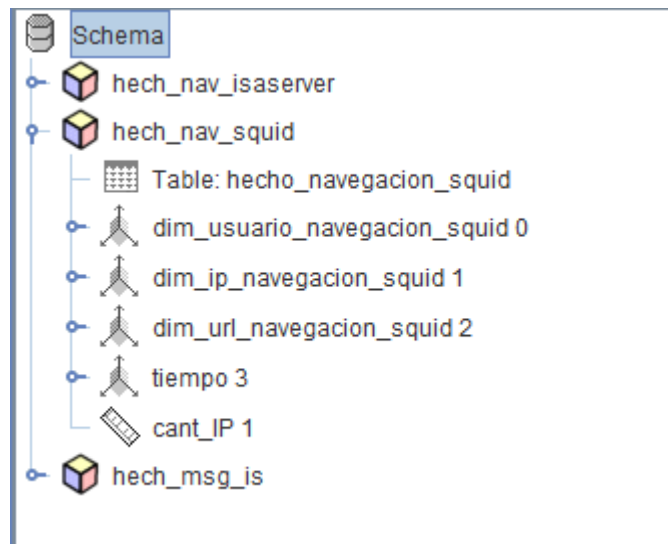 Schema
hech_nav_isaserver
hech_nav_squid
Table: hecho_navegacion_squid
dim_usuario_navegacion_squid 0
dim_ip_navegacion_squid 1
dim_url_navegacion_squid 2
tiempo 3
cant_IP 1
hech_msg_is